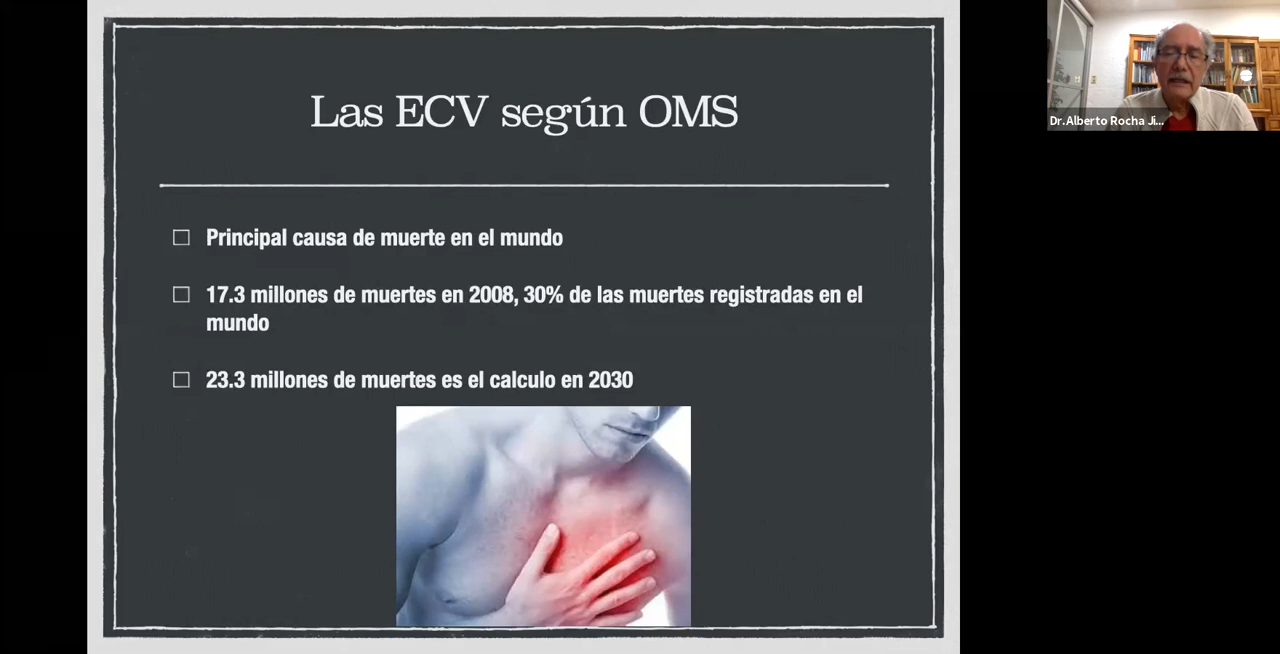 Las ECV según OMS
Principal causa de muerte en el mundo
17.3 millones de muertes en 2008, 30% de las muertes registradas en el
mundo
23.3 millones de muertes es el calculo en 2030
Dr.Alberto Rocha Ji...